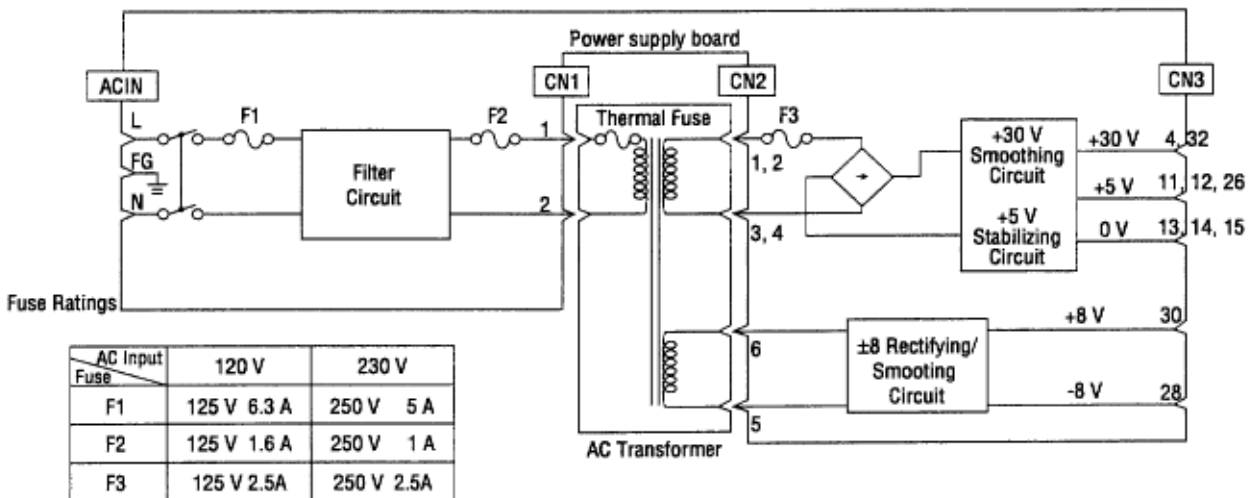 Power supply board
ACIN
CN1
CN2
CN3
L
F1
F2
1
Thermal Fuse
F3
+30 V
Smoothing
Circuit
+5 V
Stabilizing
Circuit
+30 V
4, 32
FG
Filter
Circuit
1, 2
+5 V
11, 12, 26
N
2
3, 4
0 V
13, 14, 15
Fuse Ratings
6
±8 Rectifying/
Smooting
Circuit
+8 V
30
5
-8 V
28
AC Transformer
AC Input
Fuse
120 V
230 V
F1
125 V 6.3 A
250 V 5 A
F2
125 V 1.6 A
250 V 1 A
F3
125 V 2.5A
250 V 2.5A